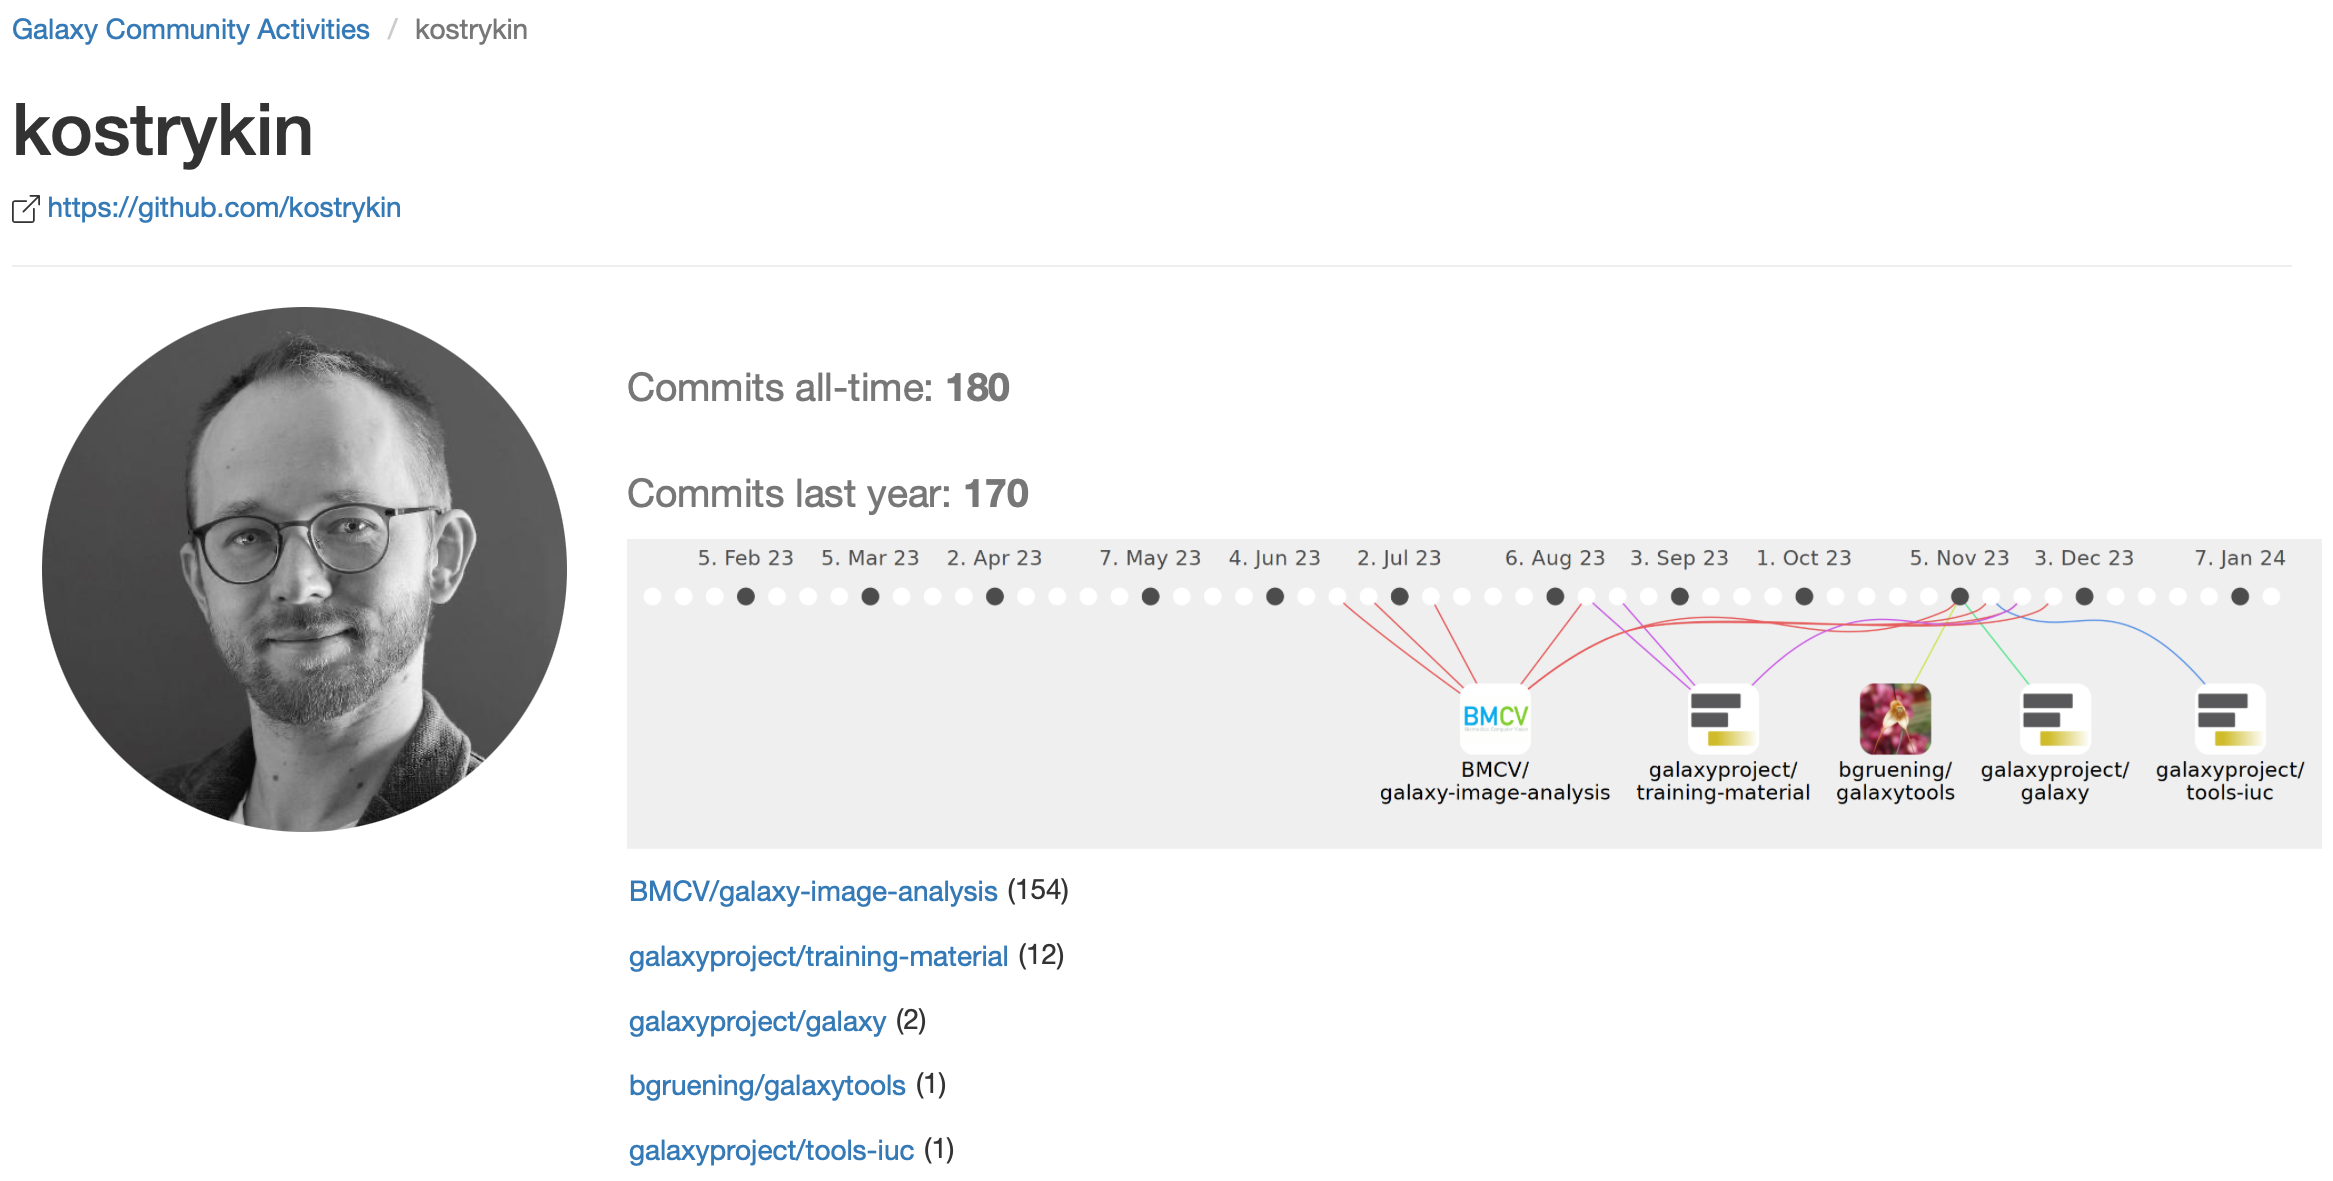 Galaxy Community Activities / kostrykin
kostrykin
https://github.com/kostrykin
Commits all-time: 180
Commits last year: 170
5. Feb 23 5. Mar 23 2. Apr 23 7. May 23 4. Jun 23 2. Jul 23 6. Aug 23 3. Sep 23 1. Oct 23 5. Nov 23 3. Dec 23 7. Jan 24
BMCV
BMCV/ galaxyproject/ bgruening/ galaxyproject/ galaxyproject/
galaxy-image-analysis training-material galaxytools galaxy tools-iuc
BMCV/galaxy-image-analysis (154)
galaxyproject/training-material (12)
galaxyproject/galaxy (2)
bgruening/galaxytools (1)
galaxyproject/tools-iuc (1)